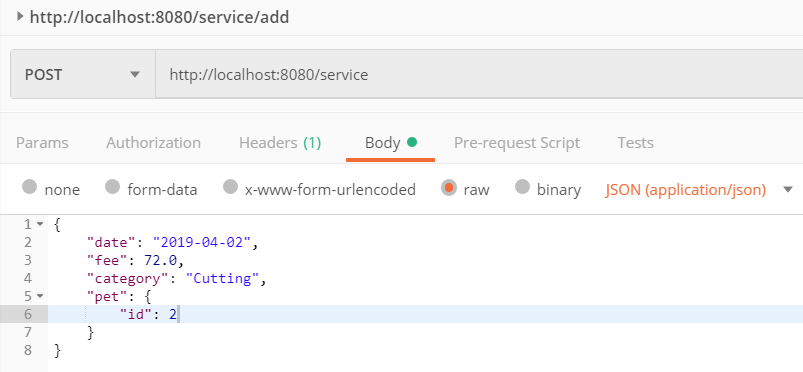 http://localhost:8080/service/add
POST http://localhost:8080/service
Params Authorization Headers (1) Body Pre-request Script Tests
none form-data x-www-form-urlencoded raw binary JSON (application/json)
1 {
2 "date": "2019-04-02",
3 "fee": 72.0,
4 "category": "Cutting",
5 "pet": {
6 "id": 2
7 }
8 }